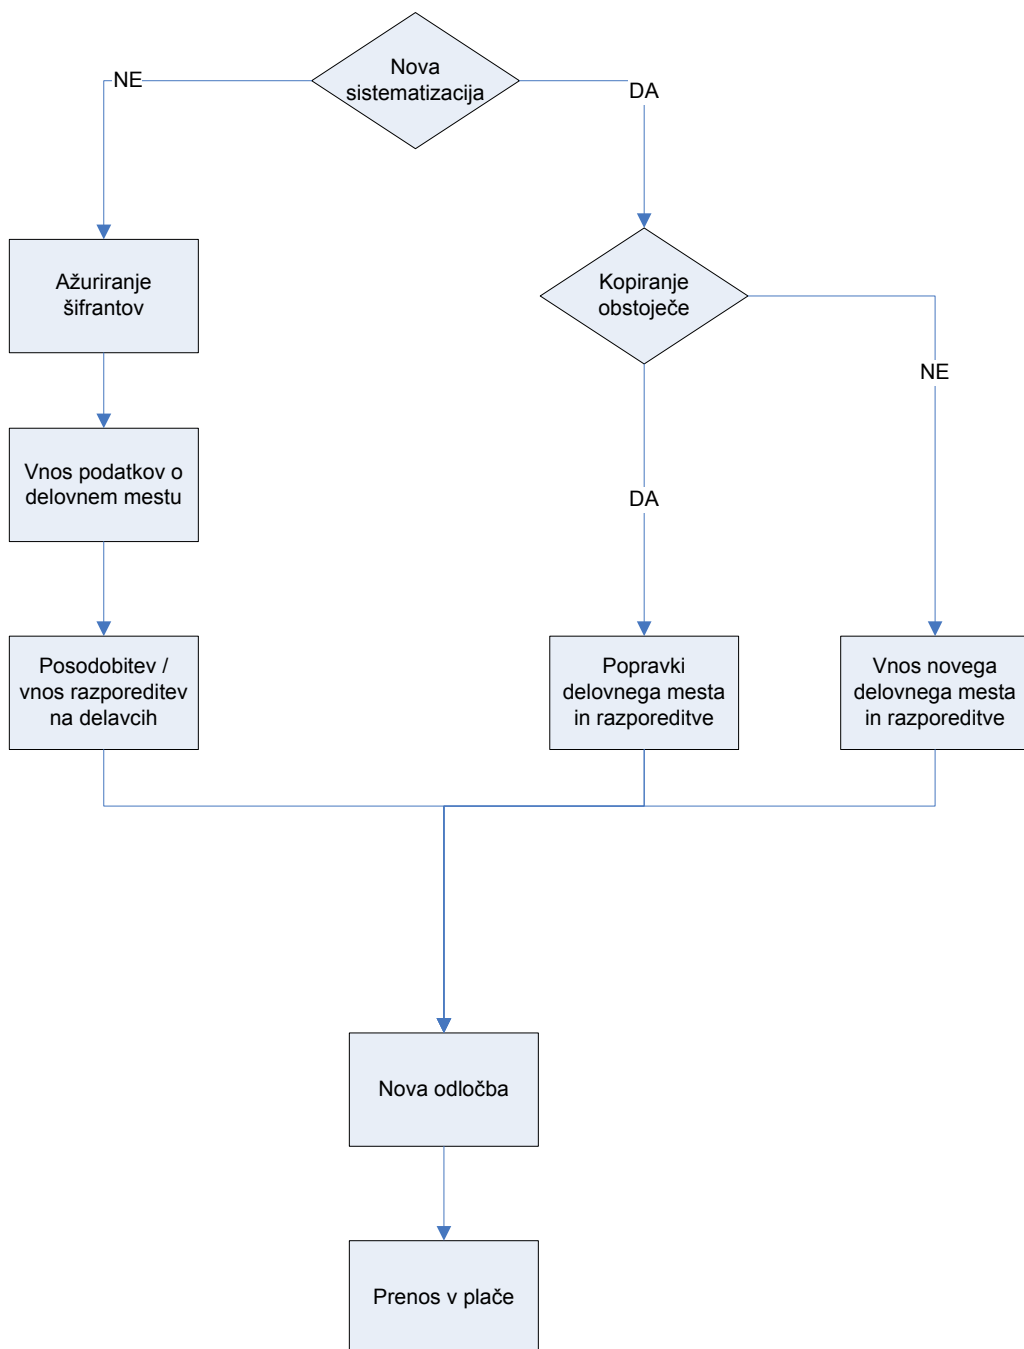 Nova
sistematizacija
NE
DA
Ažuriranje
šifrantov
Kopiranje
obstoječe
NE
Vnos podatkov o
delovnem mestu
DA
Posodobitev /
vnos razporeditev
na delavcih
Popravki
delovnega mesta
in razporeditve
Vnos novega
delovnega mesta
in razporeditve
Nova odločba
Prenos v plače